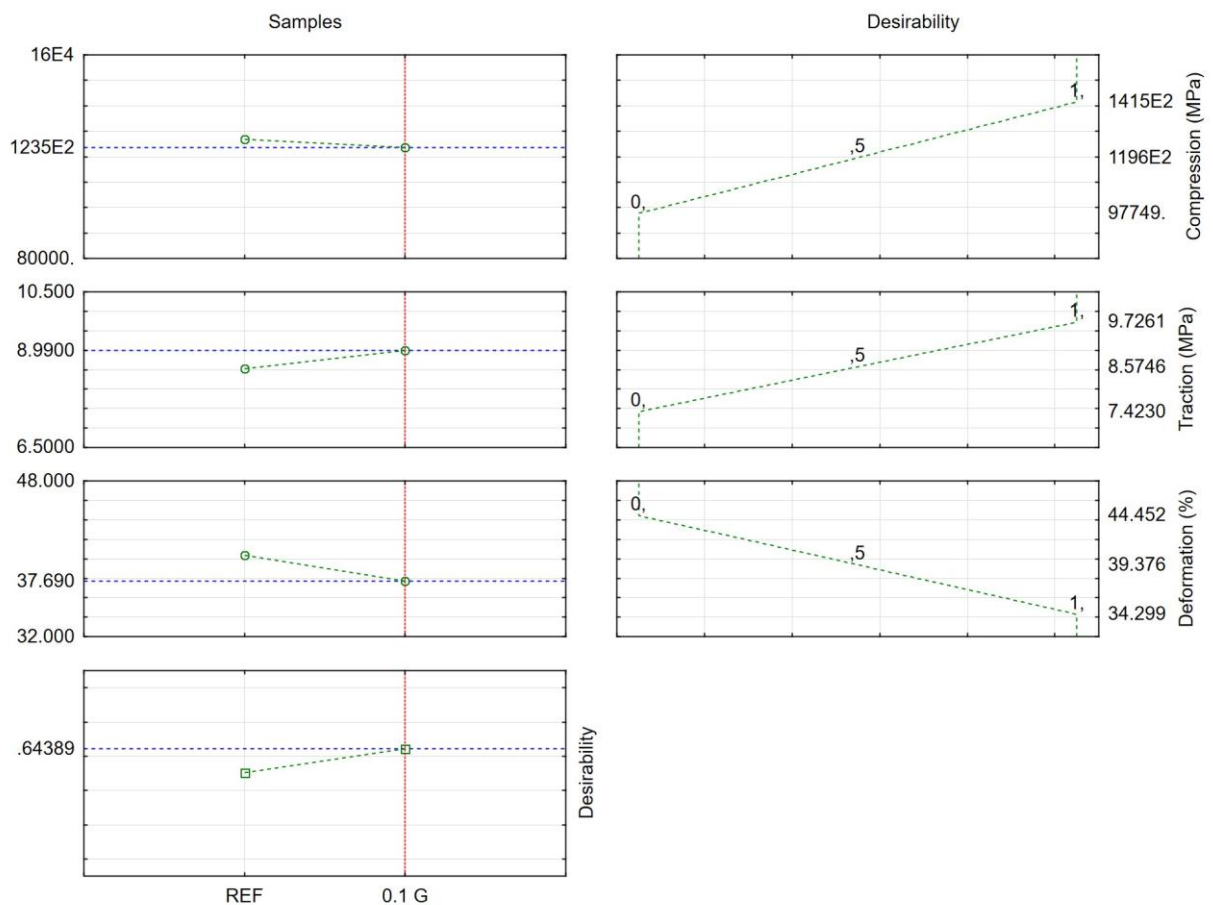 Samples
Desirability
16E4
1235E2
80000.
1,
,5
0,
1415E2
1196E2
97749.
Compression (MPa)
10.500
8.9900
6.5000
1,
,5
0,
9.7261
8.5746
7.4230
Traction (MPa)
48.000
37.690
32.000
0,
,5
1,
44.452
39.376
34.299
Deformation (%)
.64389
Desirability
REF
0.1 G